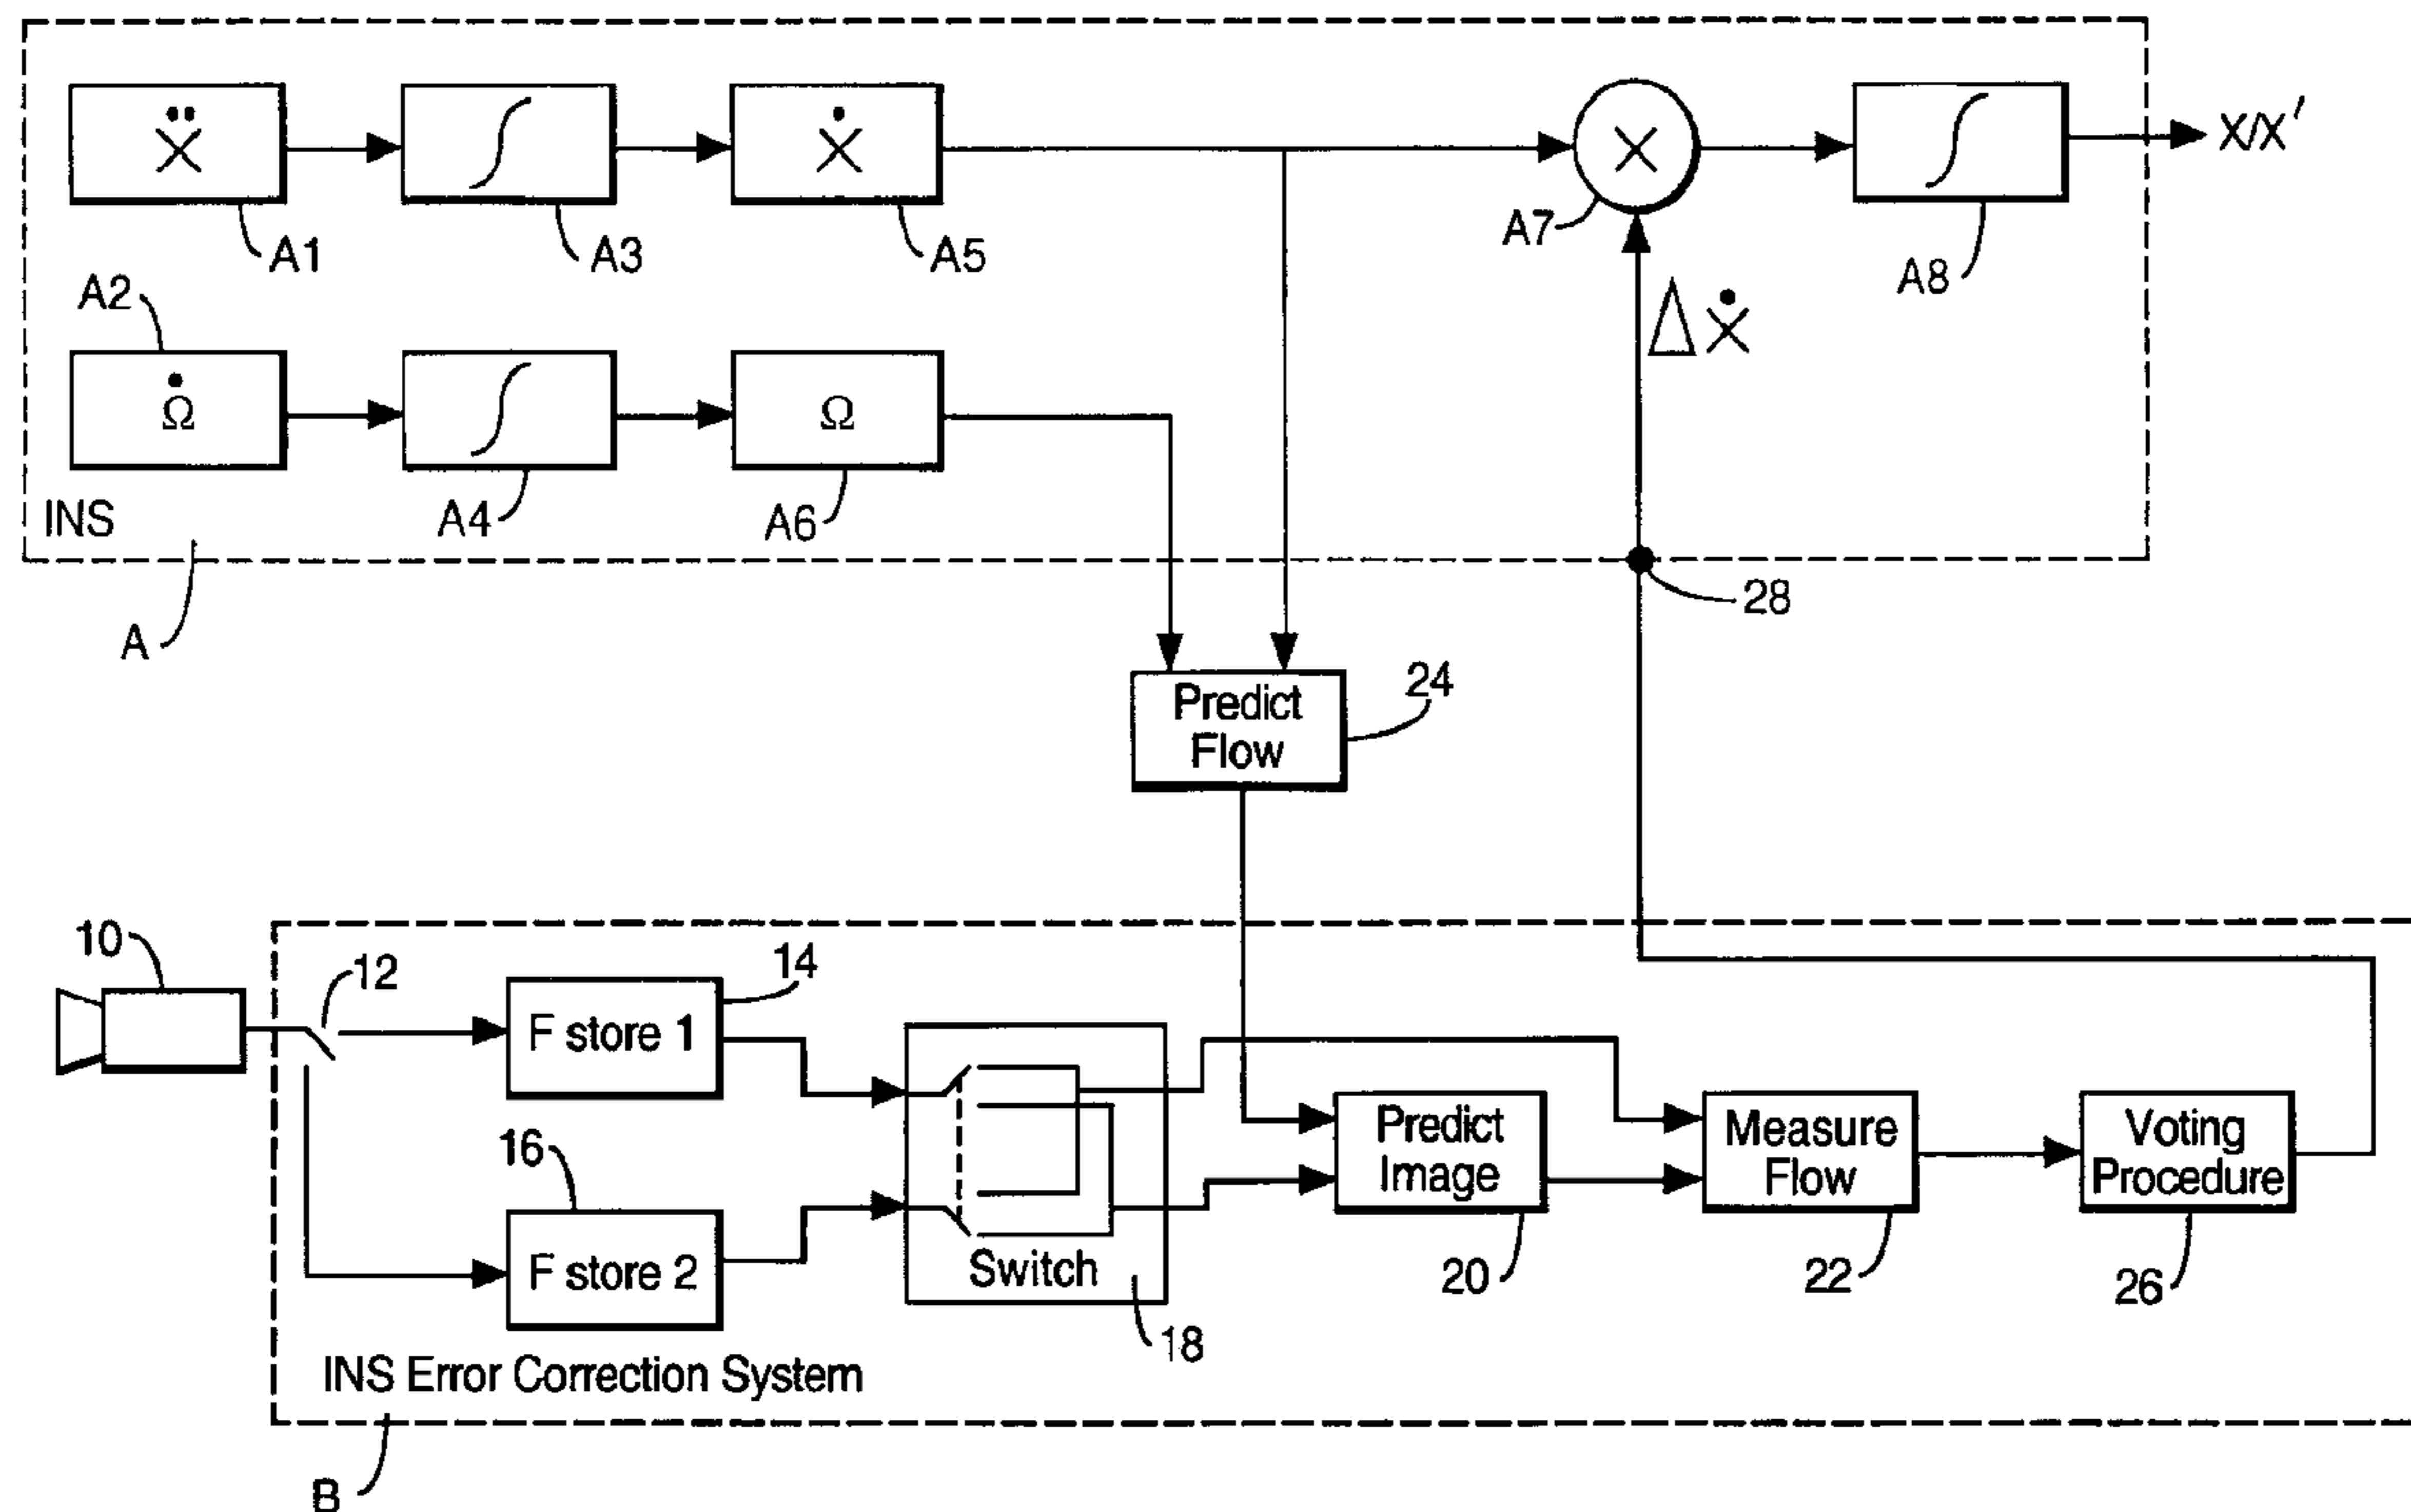 Ẍ
∫
Ẋ
X
∫
X/X′
A1
A3
A5
A7
A8
A2
Δ Ẋ
Ω̇
∫
Ω
INS
A4
A6
28
A
24
Predict
Flow
10
12
14
F store 1
16
Predict
Image
Measure
Flow
Voting
Procedure
F store 2
Switch
20
22
26
18
INS Error Correction System
B